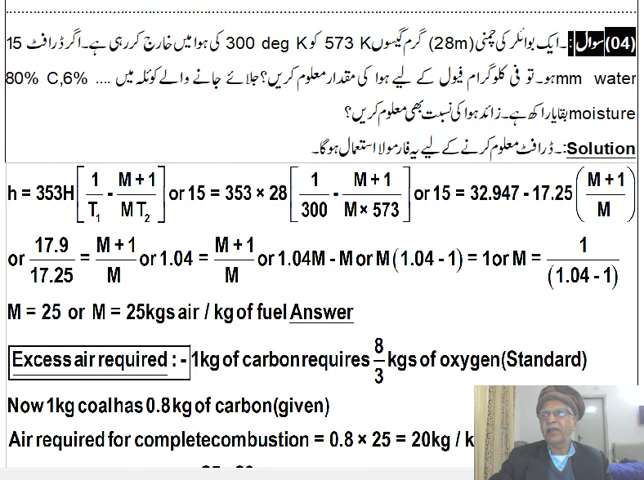 (04) سوال: ۔ ایک بوائلر کی چمنی (28m) گرم گیسوں 573 K کو 300 deg K کی ہوا میں خارج کررہی ہے۔ اگر ڈرافٹ 15
mm water ہو۔ تو فی کلوگرام فیول کے لیے ہوا کی مقدار معلوم کریں؟ جلائے جانے والے کوئلہ میں .... 80% C,6%
moisture بقایا راکھ ہے۔ زائد ہوا کی نسبت بھی معلوم کریں؟
Solution:۔ ڈرافٹ معلوم کرنے کے لیے یہ فارمولا استعمال ہوگا۔
h = 353H [1/T₁ - M + 1/M T₂] or 15 = 353 × 28 [1/300 - M + 1/M × 573] or 15 = 32.947 - 17.25 (M + 1/M)
or 17.9/17.25 = M + 1/M or 1.04 = M + 1/M or 1.04M - M or M (1.04 - 1) = 1 or M = 1/(1.04 - 1)
M = 25 or M = 25kgs air / kg of fuel Answer
Excess air required : - 1kg of carbon requires 8/3 kgs of oxygen (Standard)
Now 1kg coal has 0.8 kg of carbon (given)
Air required for complete combustion = 0.8 × 25 = 20kg / k